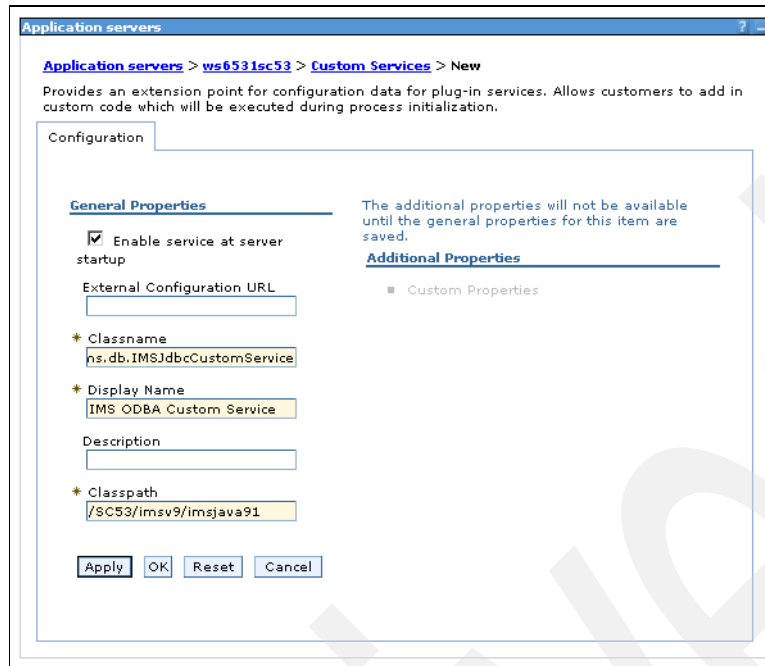 Application servers ? _
Application servers > ws6531sc53 > Custom Services > New
Provides an extension point for configuration data for plug-in services. Allows customers to add in
custom code which will be executed during process initialization.
Configuration
General Properties
Enable service at server
startup
External Configuration URL
* Classname
ns.db.IMSJdbcCustomService
* Display Name
IMS ODBA Custom Service
Description
* Classpath
/SC53/imsv9/imsjava91
Apply OK Reset Cancel
The additional properties will not be available
until the general properties for this item are
saved.
Additional Properties
Custom Properties